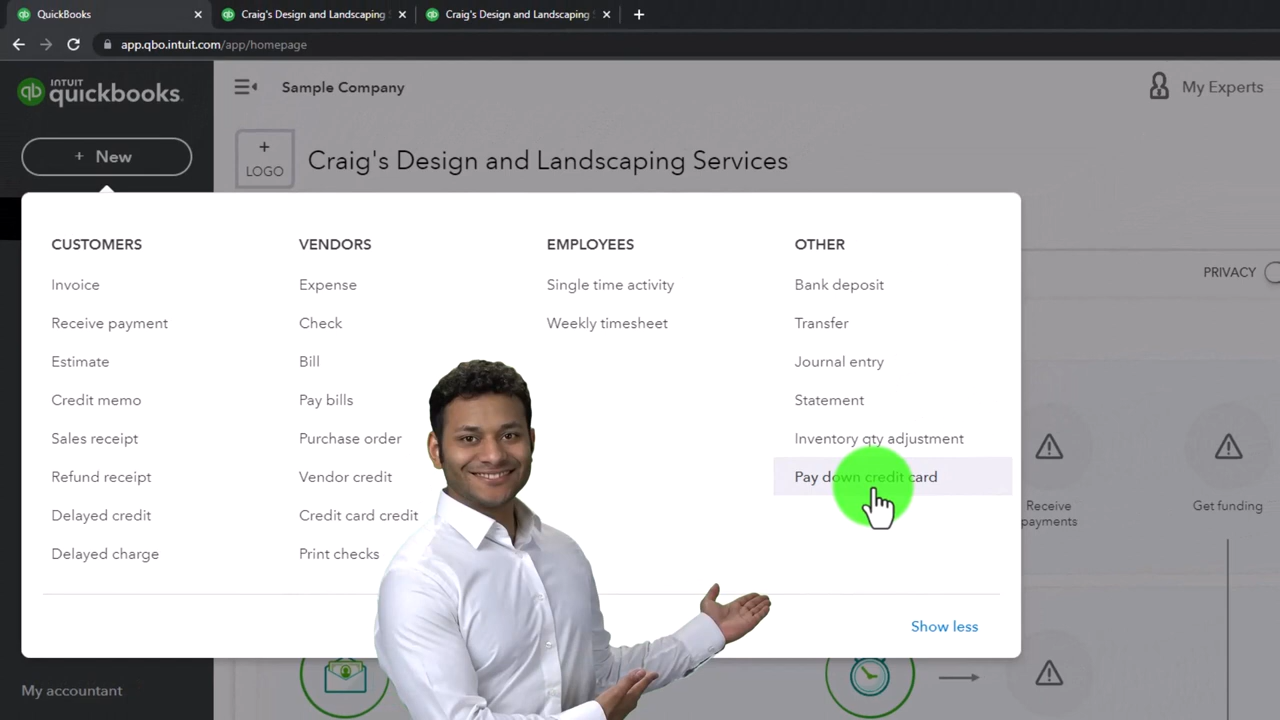 QuickBooks
Craig's Design and Landscaping
Craig's Design and Landscaping
app.qbo.intuit.com/app/homepage
INTUIT
quickbooks.
Sample Company
My Experts
+ New
+
LOGO
Craig's Design and Landscaping Services
PRIVACY
CUSTOMERS
Invoice
Receive payment
Estimate
Credit memo
Sales receipt
Refund receipt
Delayed credit
Delayed charge
VENDORS
Expense
Check
Bill
Pay bills
Purchase order
Vendor credit
Credit card credit
Print checks
EMPLOYEES
Single time activity
Weekly timesheet
OTHER
Bank deposit
Transfer
Journal entry
Statement
Inventory qty adjustment
Pay down credit card
Show less
Receive
payments
Get funding
My accountant